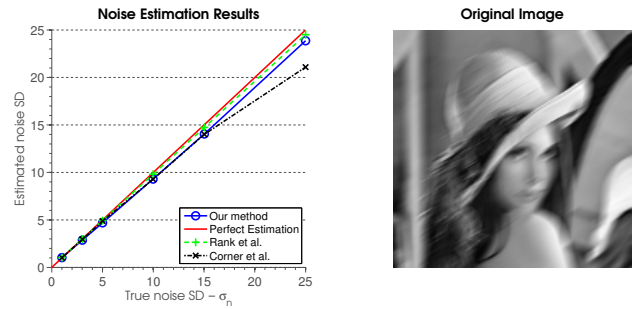 Noise Estimation Results
25
20
15
10
5
0
Estimated noise SD
0 5 10 15 20 25
True noise SD – σn
Our method
Perfect Estimation
Rank et al.
Corner et al.
Original Image